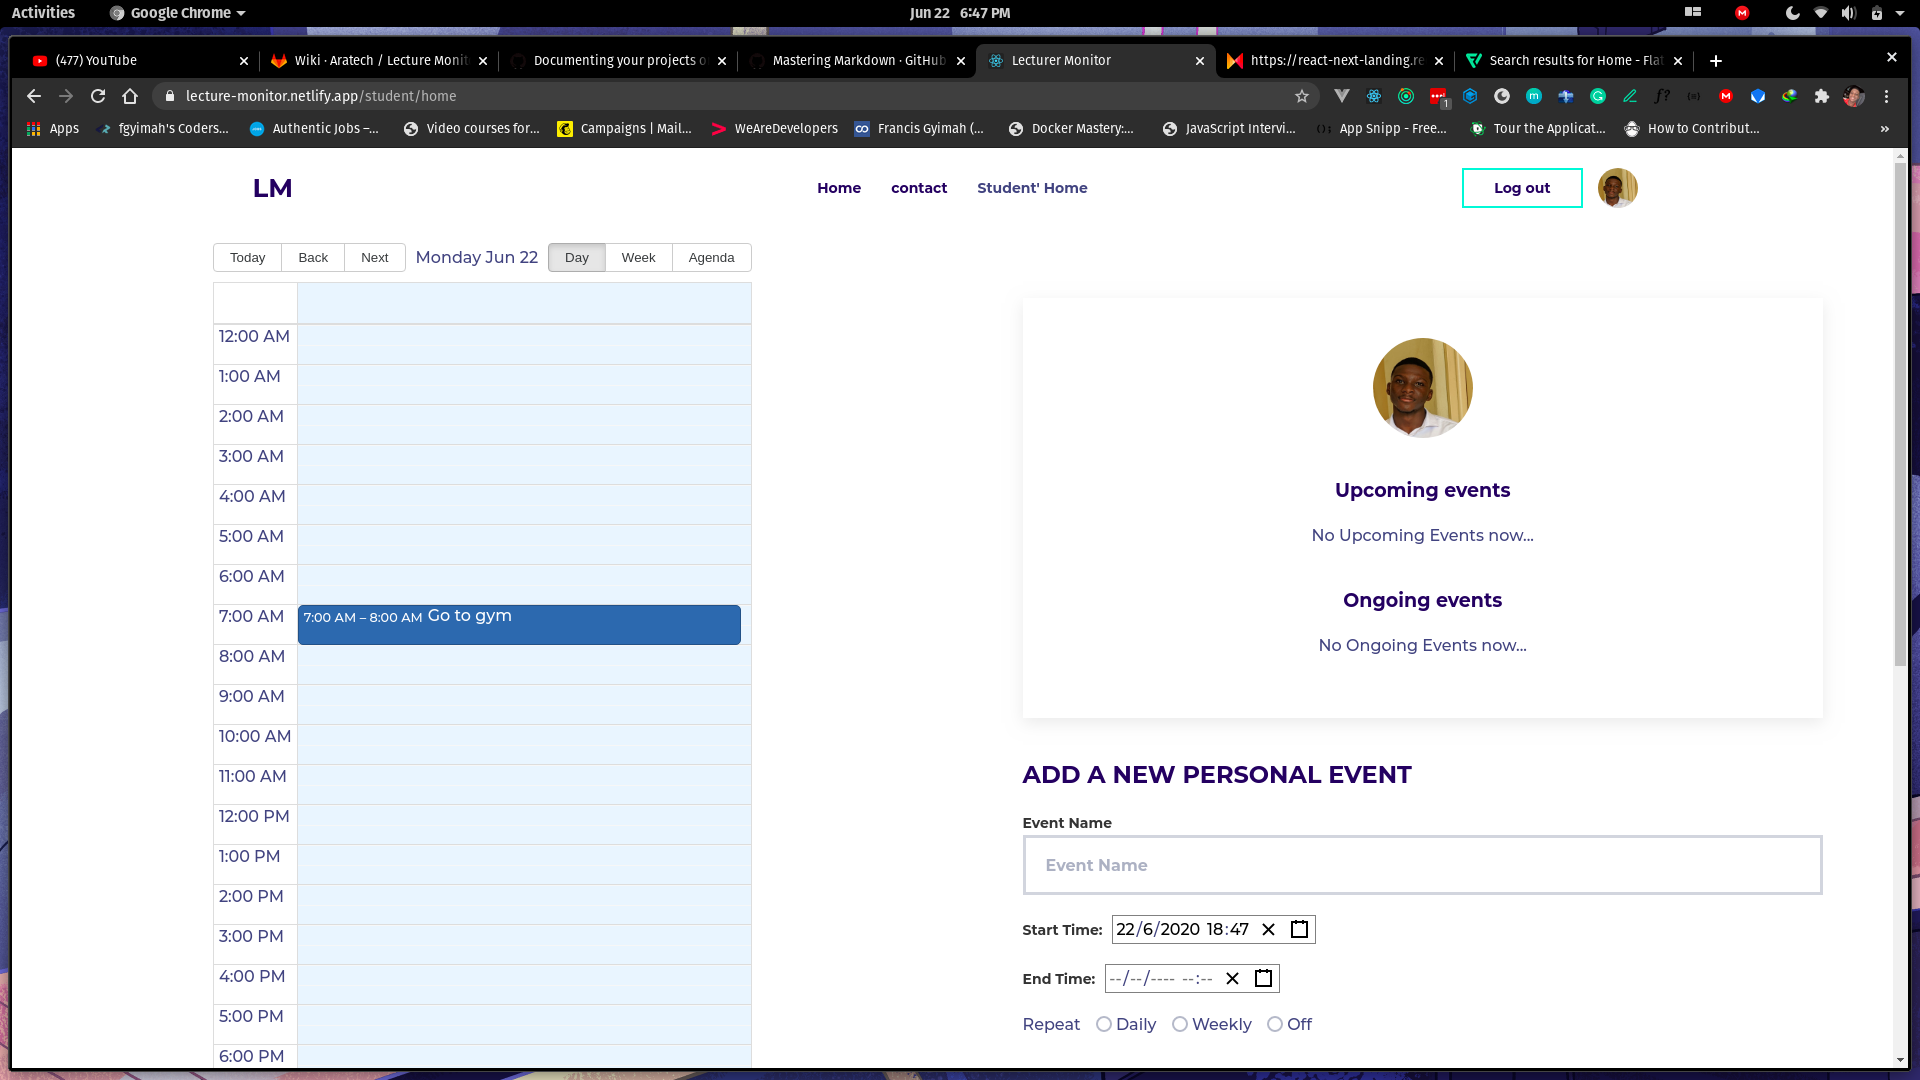 Activities
Google Chrome
Jun 22 6:47 PM
(477) YouTube
Wiki · Aratech / Lecture Monit
Documenting your projects o
Mastering Markdown · GitHub
Lecturer Monitor
https://react-next-landing.re
Search results for Home - Flat
lecture-monitor.netlify.app/student/home
1
Apps
fgyimah's Coders...
Authentic Jobs –...
Video courses for...
Campaigns | Mail...
WeAreDevelopers
Francis Gyimah (...
Docker Mastery:...
JavaScript Intervi...
App Snipp - Free...
Tour the Applicat...
How to Contribut...
»
LM
Home
contact
Student' Home
Log out
Today
Back
Next
Monday Jun 22
Day
Week
Agenda
12:00 AM
1:00 AM
2:00 AM
3:00 AM
4:00 AM
5:00 AM
6:00 AM
7:00 AM
7:00 AM – 8:00 AM Go to gym
8:00 AM
9:00 AM
10:00 AM
11:00 AM
12:00 PM
1:00 PM
2:00 PM
3:00 PM
4:00 PM
5:00 PM
6:00 PM
Upcoming events
No Upcoming Events now...
Ongoing events
No Ongoing Events now...
ADD A NEW PERSONAL EVENT
Event Name
Event Name
Start Time: 22/6/2020 18:47
End Time: --/--/---- --:--
Repeat Daily Weekly Off